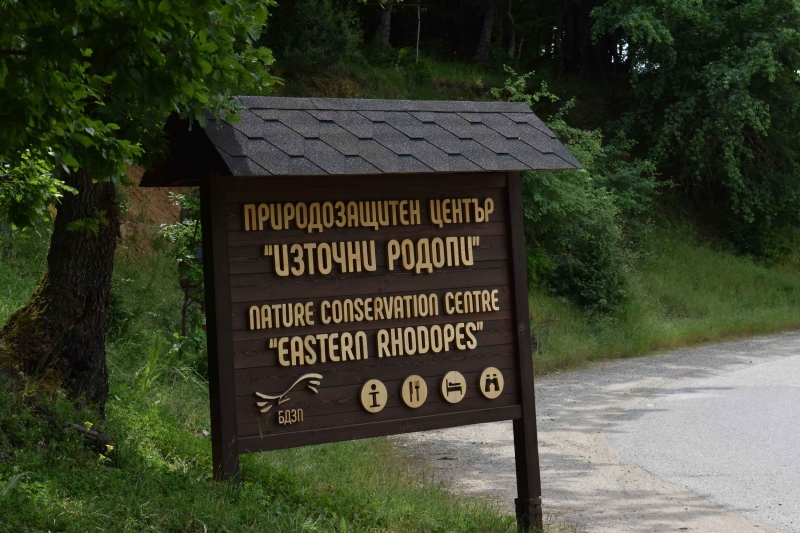 ПРИРОДОЗАЩИТЕН ЦЕНТЪР
"ИЗТОЧНИ РОДОПИ"
NATURE CONSERVATION CENTRE
"EASTERN RHODOPES"
БДЗП
i